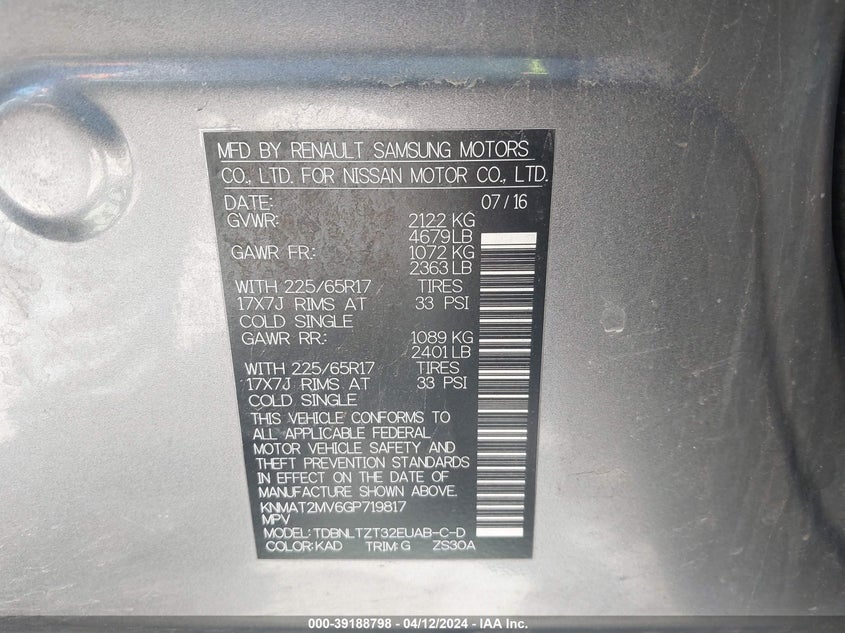 MFD BY RENAULT SAMSUNG MOTORS
CO., LTD. FOR NISSAN MOTOR CO., LTD.
DATE: 07/16
GVWR: 2122 KG
4679 LB
GAWR FR: 1072 KG
2363 LB
WITH 225/65R17 TIRES
17X7J RIMS AT 33 PSI
COLD SINGLE
GAWR RR: 1089 KG
2401 LB
WITH 225/65R17 TIRES
17X7J RIMS AT 33 PSI
COLD SINGLE
THIS VEHICLE CONFORMS TO
ALL APPLICABLE FEDERAL
MOTOR VEHICLE SAFETY AND
THEFT PREVENTION STANDARDS
IN EFFECT ON THE DATE OF
MANUFACTURE SHOWN ABOVE.
KNMAT2MV6GP719817
MPV
MODEL: TDBNLTZT32EUAB-C-D
COLOR: KAD TRIM: G ZS30A
000-39188798 - 04/12/2024 - IAA Inc.